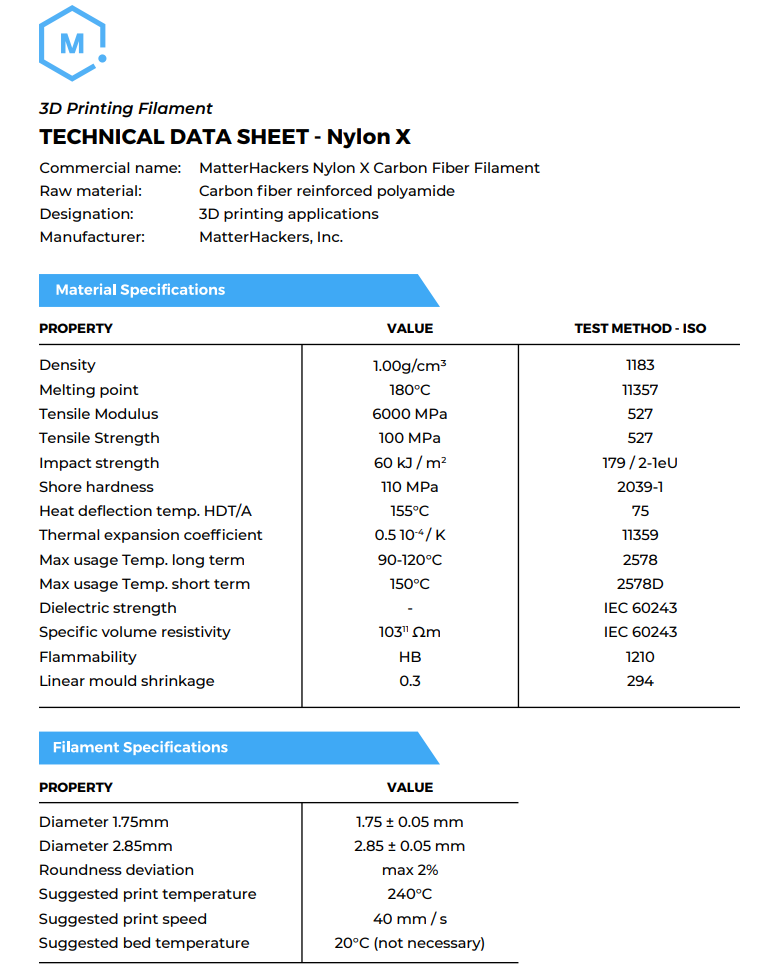 M
3D Printing Filament
TECHNICAL DATA SHEET - Nylon X
Commercial name: MatterHackers Nylon X Carbon Fiber Filament
Raw material: Carbon fiber reinforced polyamide
Designation: 3D printing applications
Manufacturer: MatterHackers, Inc.
Material Specifications
PROPERTY VALUE TEST METHOD - ISO
Density 1.00g/cm³ 1183
Melting point 180°C 11357
Tensile Modulus 6000 MPa 527
Tensile Strength 100 MPa 527
Impact strength 60 kJ / m² 179 / 2-1eU
Shore hardness 110 MPa 2039-1
Heat deflection temp. HDT/A 155°C 75
Thermal expansion coefficient 0.5 10⁻⁴ / K 11359
Max usage Temp. long term 90-120°C 2578
Max usage Temp. short term 150°C 2578D
Dielectric strength - IEC 60243
Specific volume resistivity 103¹¹ Ωm IEC 60243
Flammability HB 1210
Linear mould shrinkage 0.3 294
Filament Specifications
PROPERTY VALUE
Diameter 1.75mm 1.75 ± 0.05 mm
Diameter 2.85mm 2.85 ± 0.05 mm
Roundness deviation max 2%
Suggested print temperature 240°C
Suggested print speed 40 mm / s
Suggested bed temperature 20°C (not necessary)